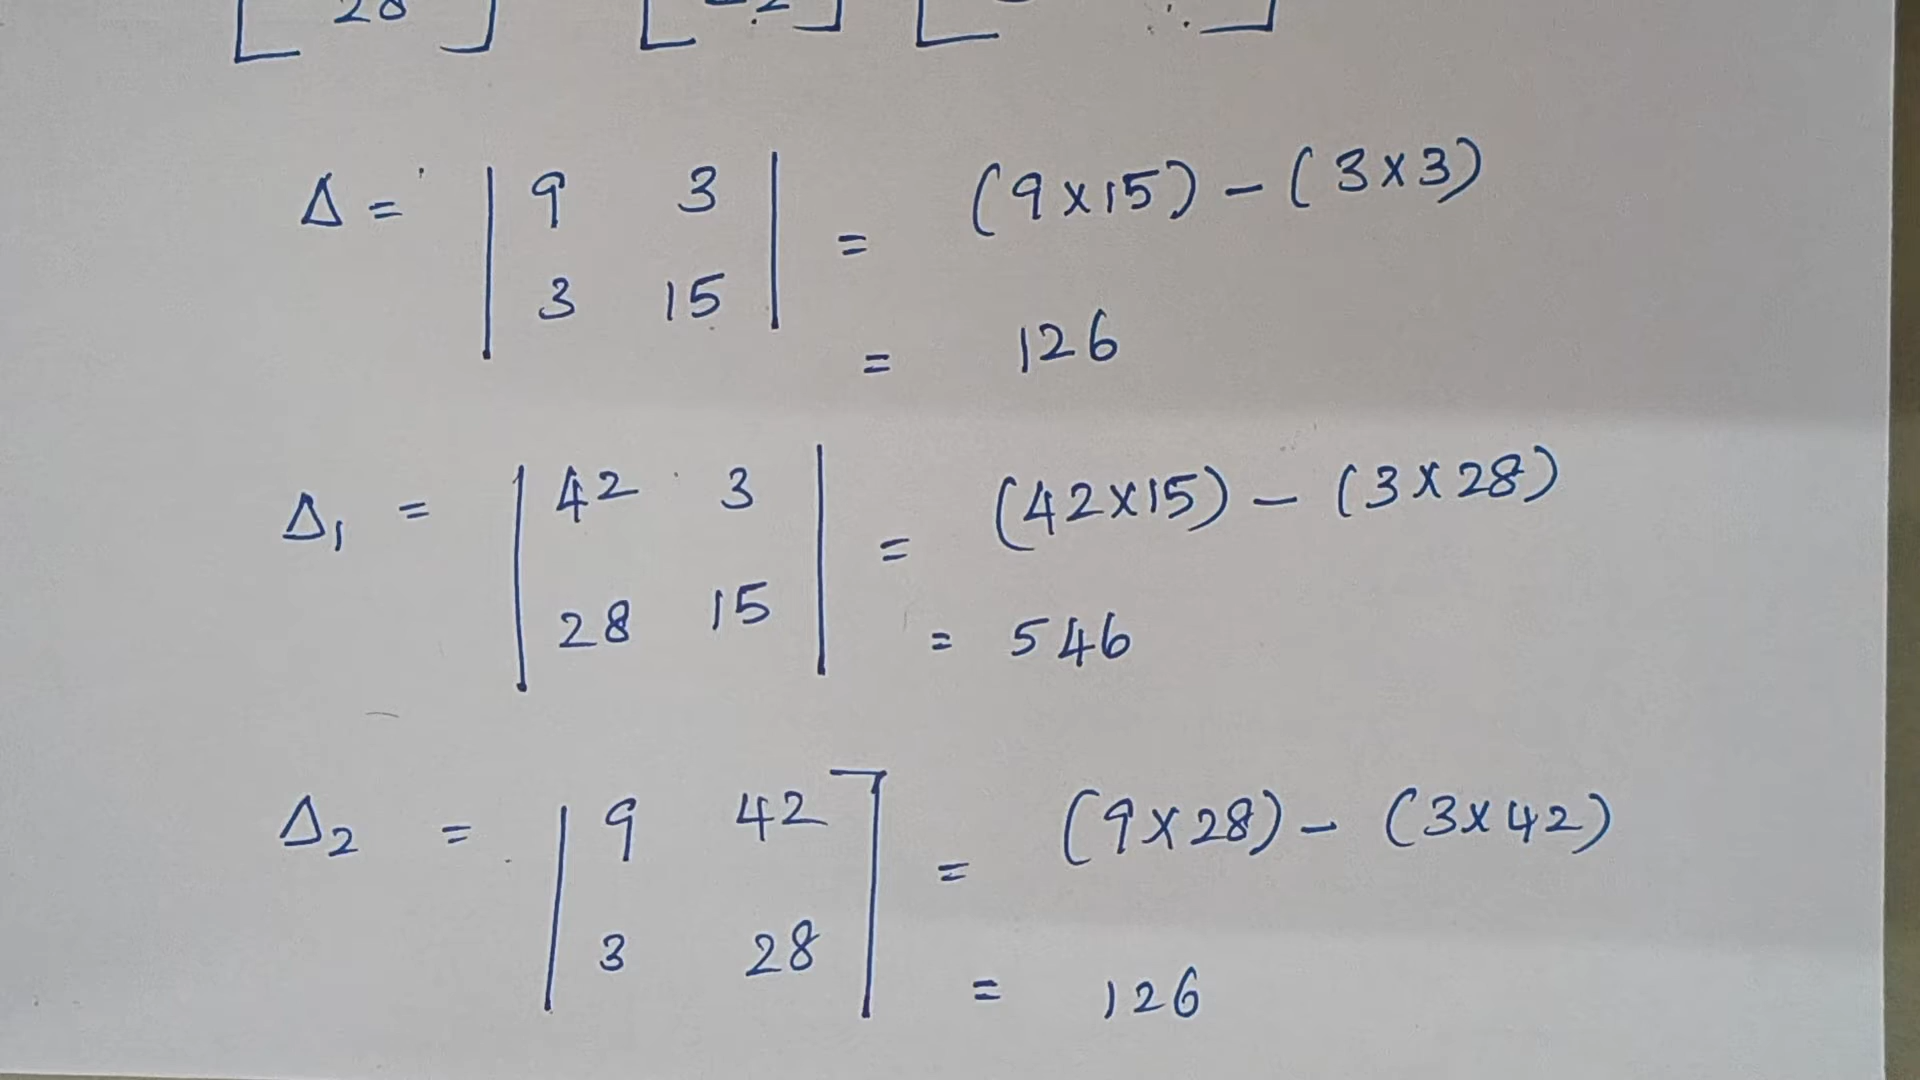 28
Δ = | 9 3 | = (9×15) - (3×3)
| 3 15 |
= 126
Δ1 = | 42 3 | = (42×15) - (3×28)
| 28 15 |
= 546
Δ2 = | 9 42 | = (9×28) - (3×42)
| 3 28 |
= 126